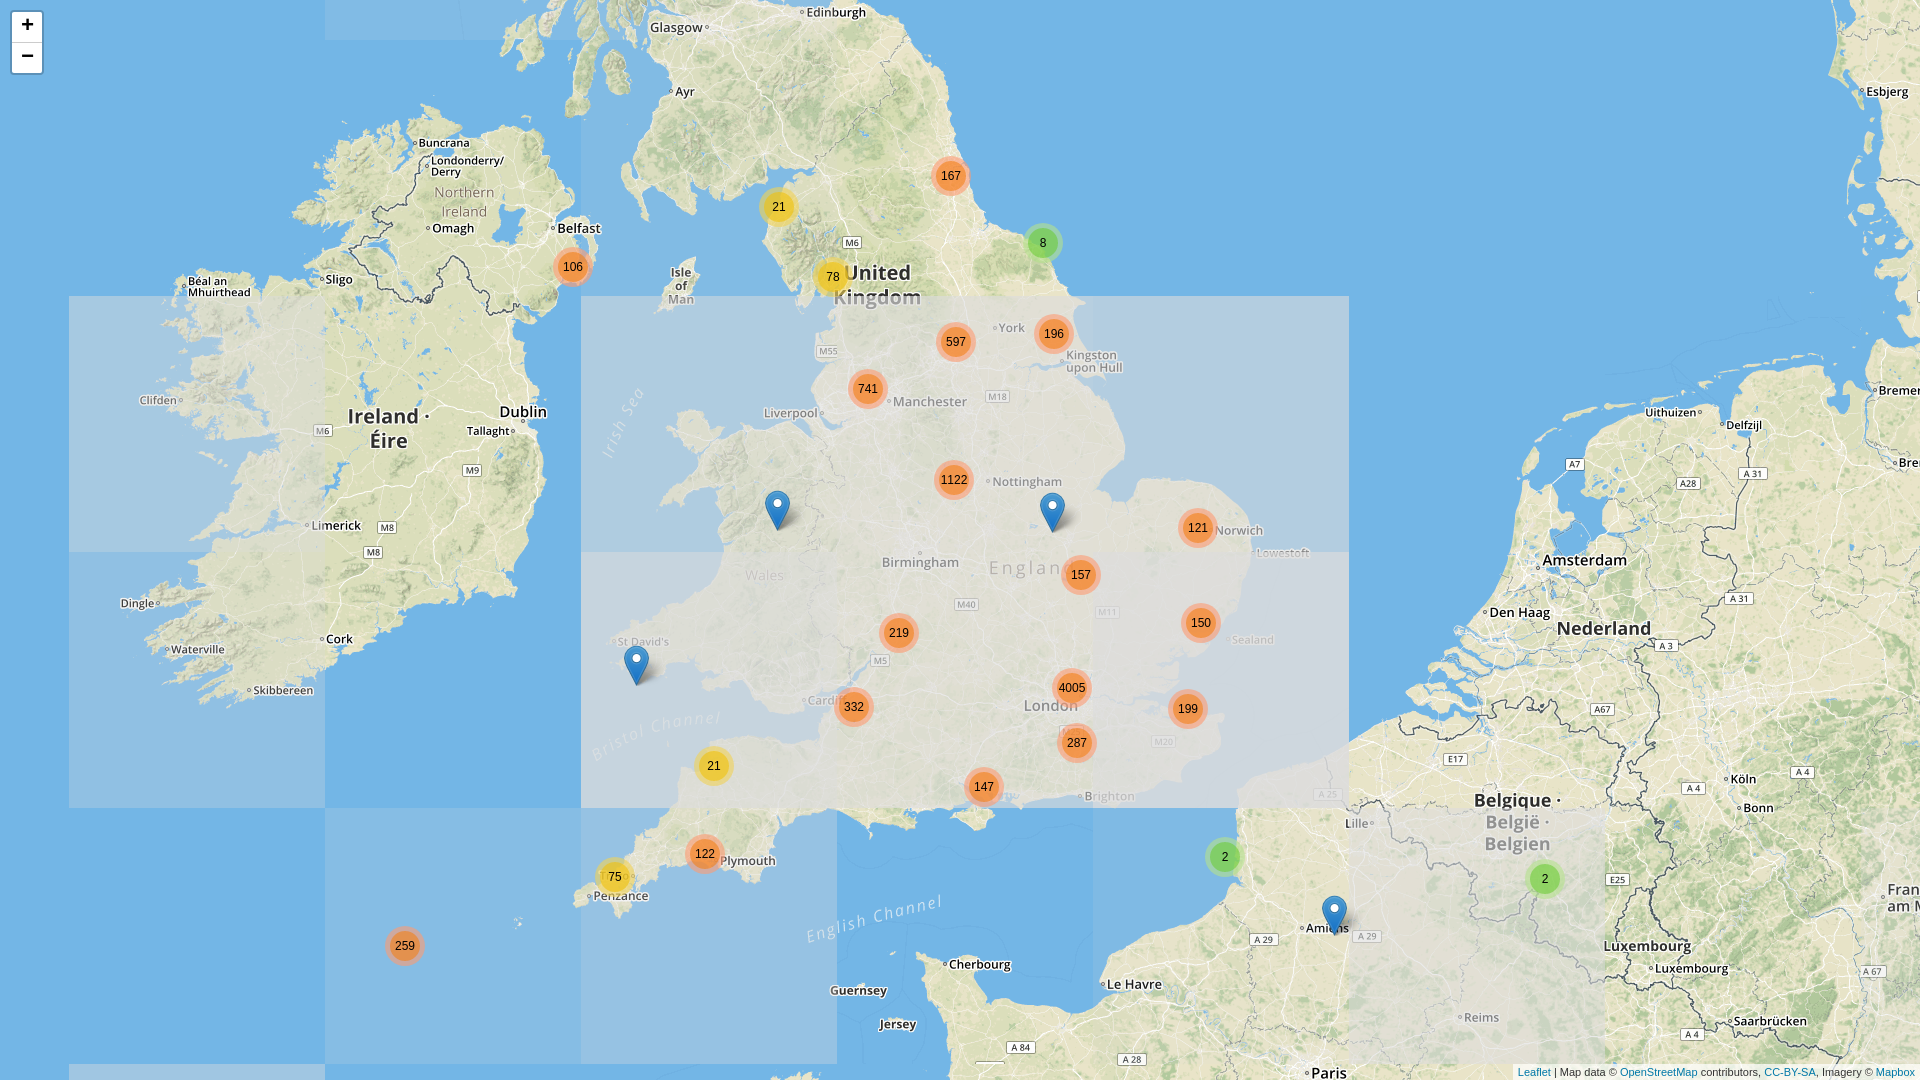 +
−
Edinburgh
Glasgow
Ayr
Esbjerg
Buncrana
Londonderry/
Derry
Northern
Ireland
Omagh
Belfast
106
167
21
8
M6
78
United
Kingdom
Isle
of
Man
Sligo
Béal an
Mhuirthead
York
196
597
M55
Kingston
upon Hull
741
Manchester
M18
Liverpool
Clifden
Ireland ·
Éire
Dublin
Tallaght
M6
M9
Irish Sea
Uithuizen
Delfzijl
A7
A 31
A28
1122
Nottingham
121
Norwich
Lowestoft
Limerick
M8
M8
Birmingham
Wales
157
Amsterdam
Dingle
M40
M11
A 31
Den Haag
Nederland
219
150
Sealand
Cork
Waterville
St David's
M5
A 3
Skibbereen
4005
London
199
332
A67
Bristol Channel
287
M20
E17
21
147
Brighton
A 25
Köln
A 4
A 4
Bonn
Belgique ·
België ·
Belgien
Lille
122
Plymouth
75
Penzance
2
2
E25
English Channel
259
Amiens
A 29
A 29
Luxembourg
Luxembourg
Cherbourg
Le Havre
A 67
Guernsey
Jersey
Reims
Saarbrücken
A 84
A 28
A 4
Paris
Leaflet | Map data © OpenStreetMap contributors, CC-BY-SA, Imagery © Mapbox